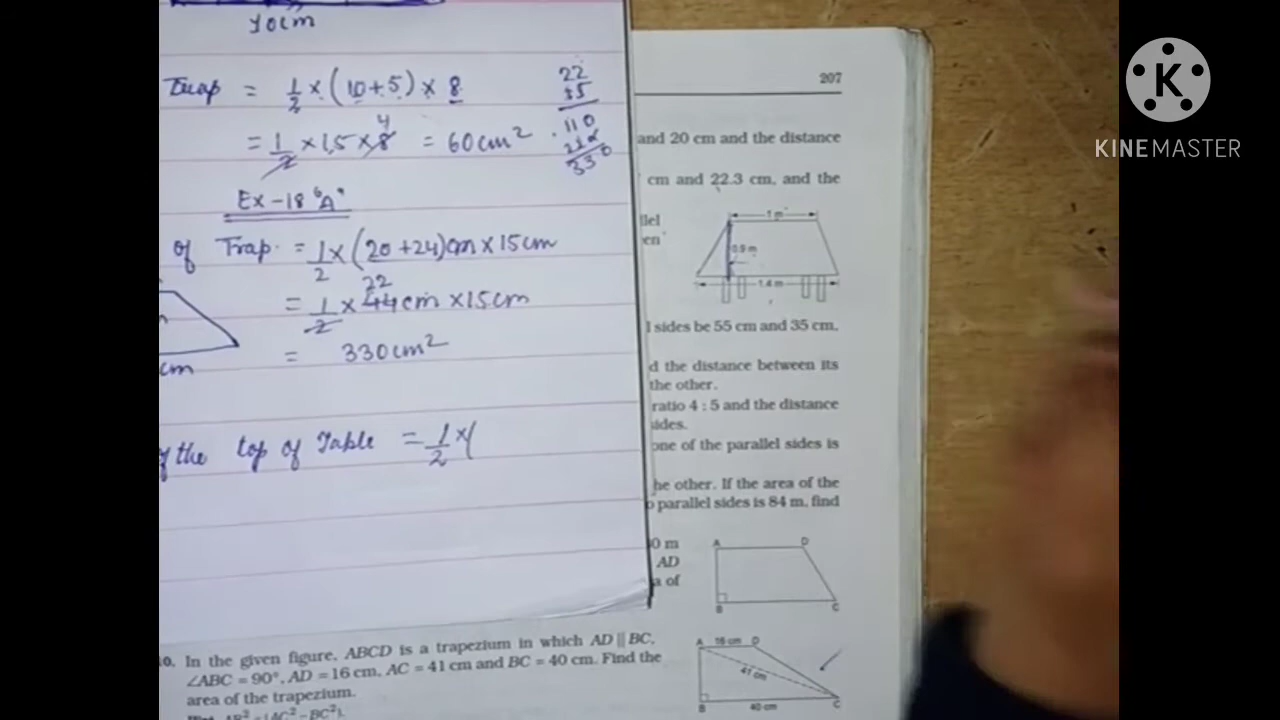 10cm
Trap = 1/2 × (10+5) × 8
22
35
110
= 1/2 × 15 × 8 4 = 60cm²
330
Ex-18 "A"
of Trap. = 1/2 × (20+24)cm × 15cm
22
= 1/2 × 44cm × 15cm
= 330cm²
cm
the top of Table = 1/2 × (
207
and 20 cm and the distance
cm and 22.3 cm, and the
1 m
0.9 m
1.4 m
sides be 55 cm and 35 cm,
d the distance between its
the other.
ratio 4 : 5 and the distance
sides.
one of the parallel sides is
he other. If the area of the
parallel sides is 84 m, find
0 m
AD
a of
A D
B C
10. In the given figure, ABCD is a trapezium in which AD || BC,
∠ABC = 90°, AD = 16 cm, AC = 41 cm and BC = 40 cm. Find the
area of the trapezium.
A 16 cm D
41 cm
B 40 cm C
K
KINEMASTER